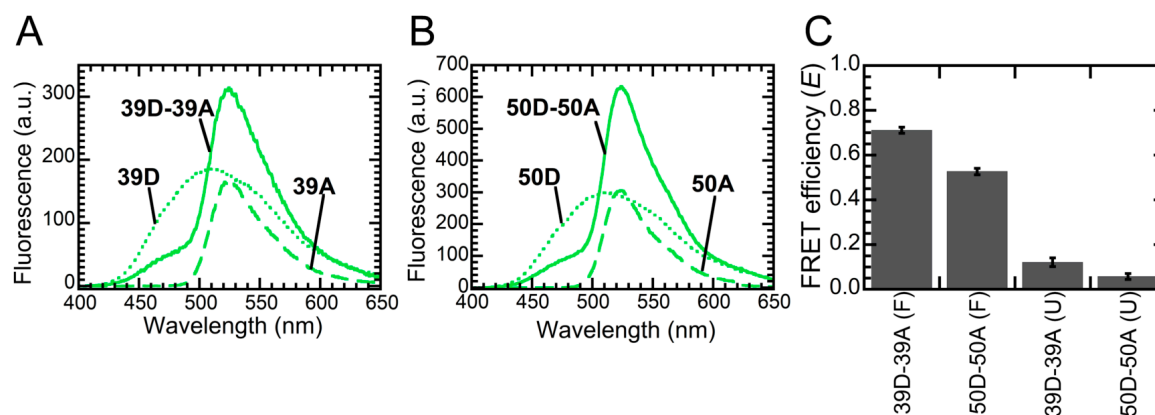 A
B
C
300
200
100
0
400 450 500 550 600 650
Fluorescence (a.u.)
Wavelength (nm)
39D-39A
39D
39A
700
600
500
400
300
200
100
0
400 450 500 550 600 650
Fluorescence (a.u.)
Wavelength (nm)
50D-50A
50D
50A
1.0
0.8
0.6
0.4
0.2
0.0
FRET efficiency (E)
39D-39A (F)
50D-50A (F)
39D-39A (U)
50D-50A (U)